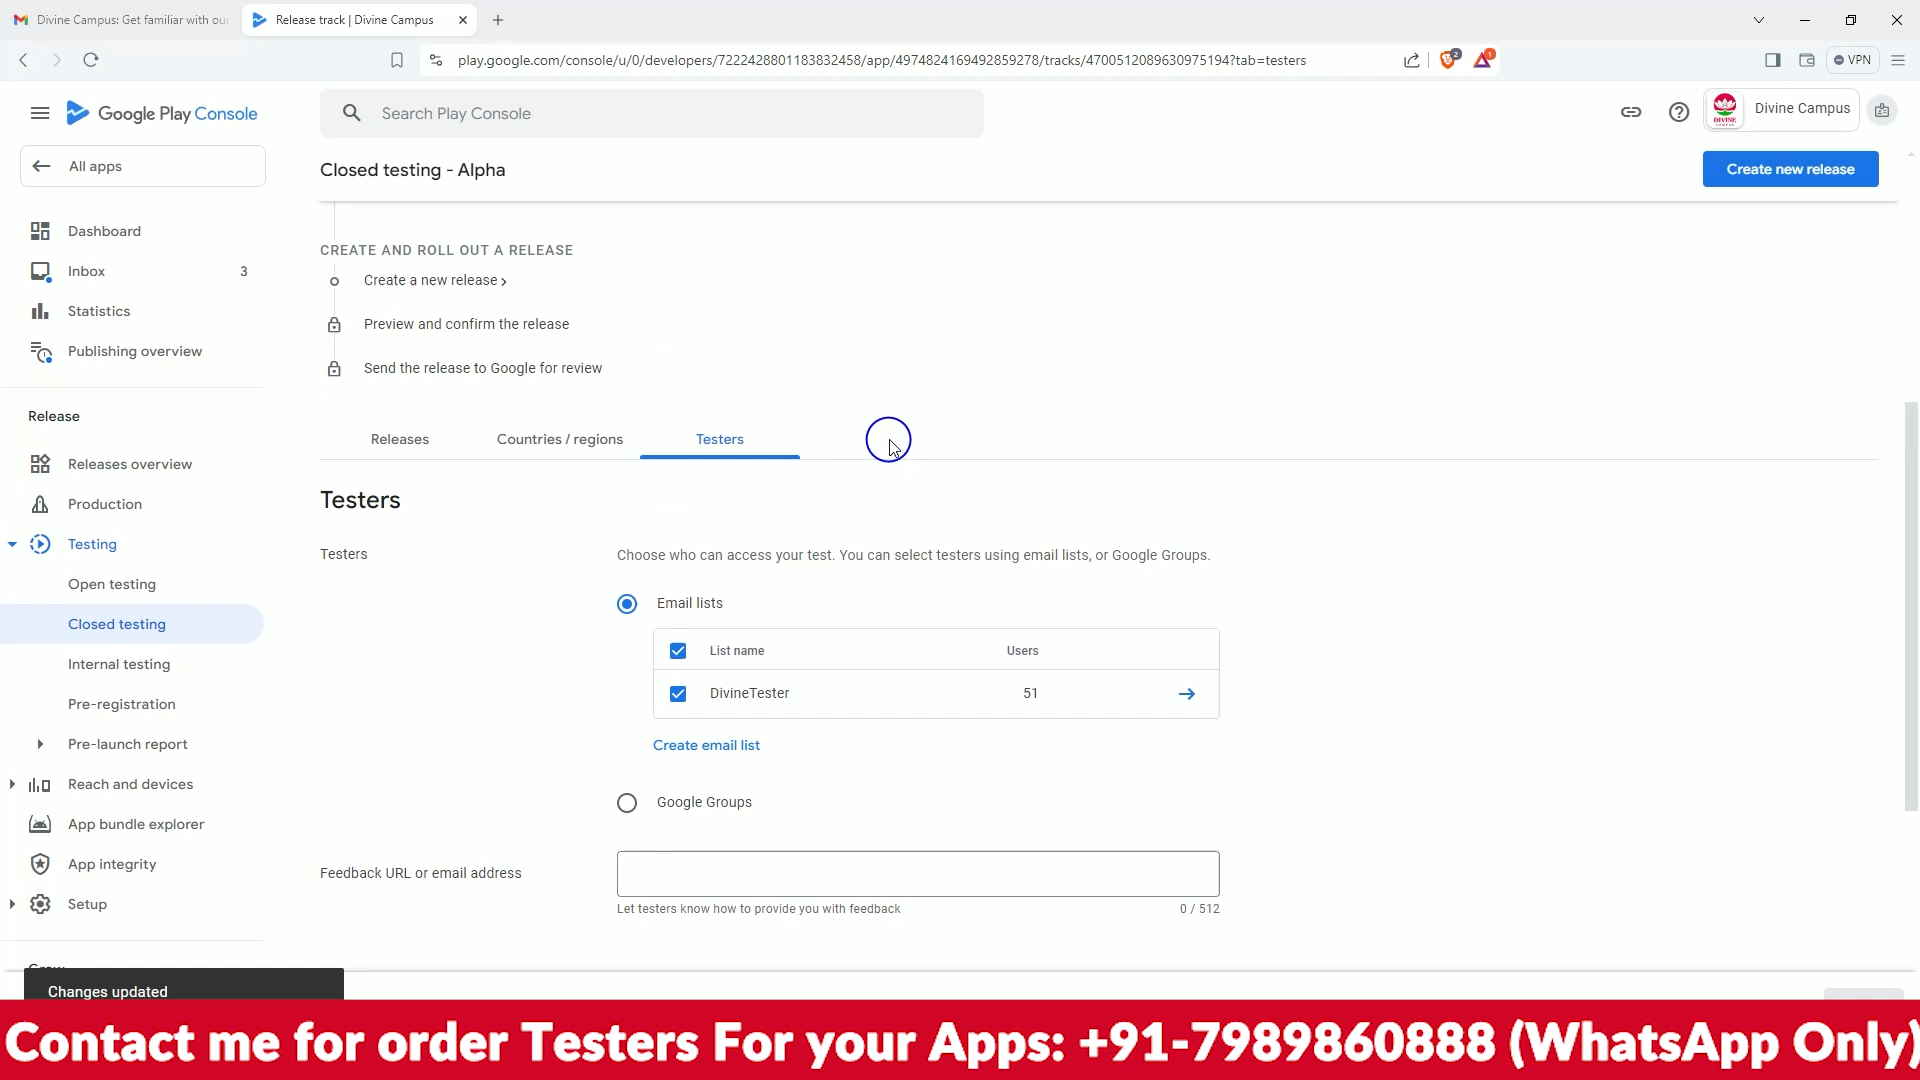 Divine Campus: Get familiar with our
Release track | Divine Campus
play.google.com/console/u/0/developers/7222428801183832458/app/4974824169492859278/tracks/4700512089630975194?tab=testers
2
1
VPN
Google Play Console
Search Play Console
DIVINE
Divine Campus
All apps
Closed testing - Alpha
Create new release
Dashboard
Inbox 3
Statistics
Publishing overview
Release
Releases overview
Production
Testing
Open testing
Closed testing
Internal testing
Pre-registration
Pre-launch report
Reach and devices
App bundle explorer
App integrity
Setup
Grow
CREATE AND ROLL OUT A RELEASE
Create a new release
Preview and confirm the release
Send the release to Google for review
Releases Countries / regions Testers
Testers
Testers
Choose who can access your test. You can select testers using email lists, or Google Groups.
Email lists
List name Users
DivineTester 51
Create email list
Google Groups
Feedback URL or email address
Let testers know how to provide you with feedback 0 / 512
Changes updated
Contact me for order Testers For your Apps: +91-7989860888 (WhatsApp Only)